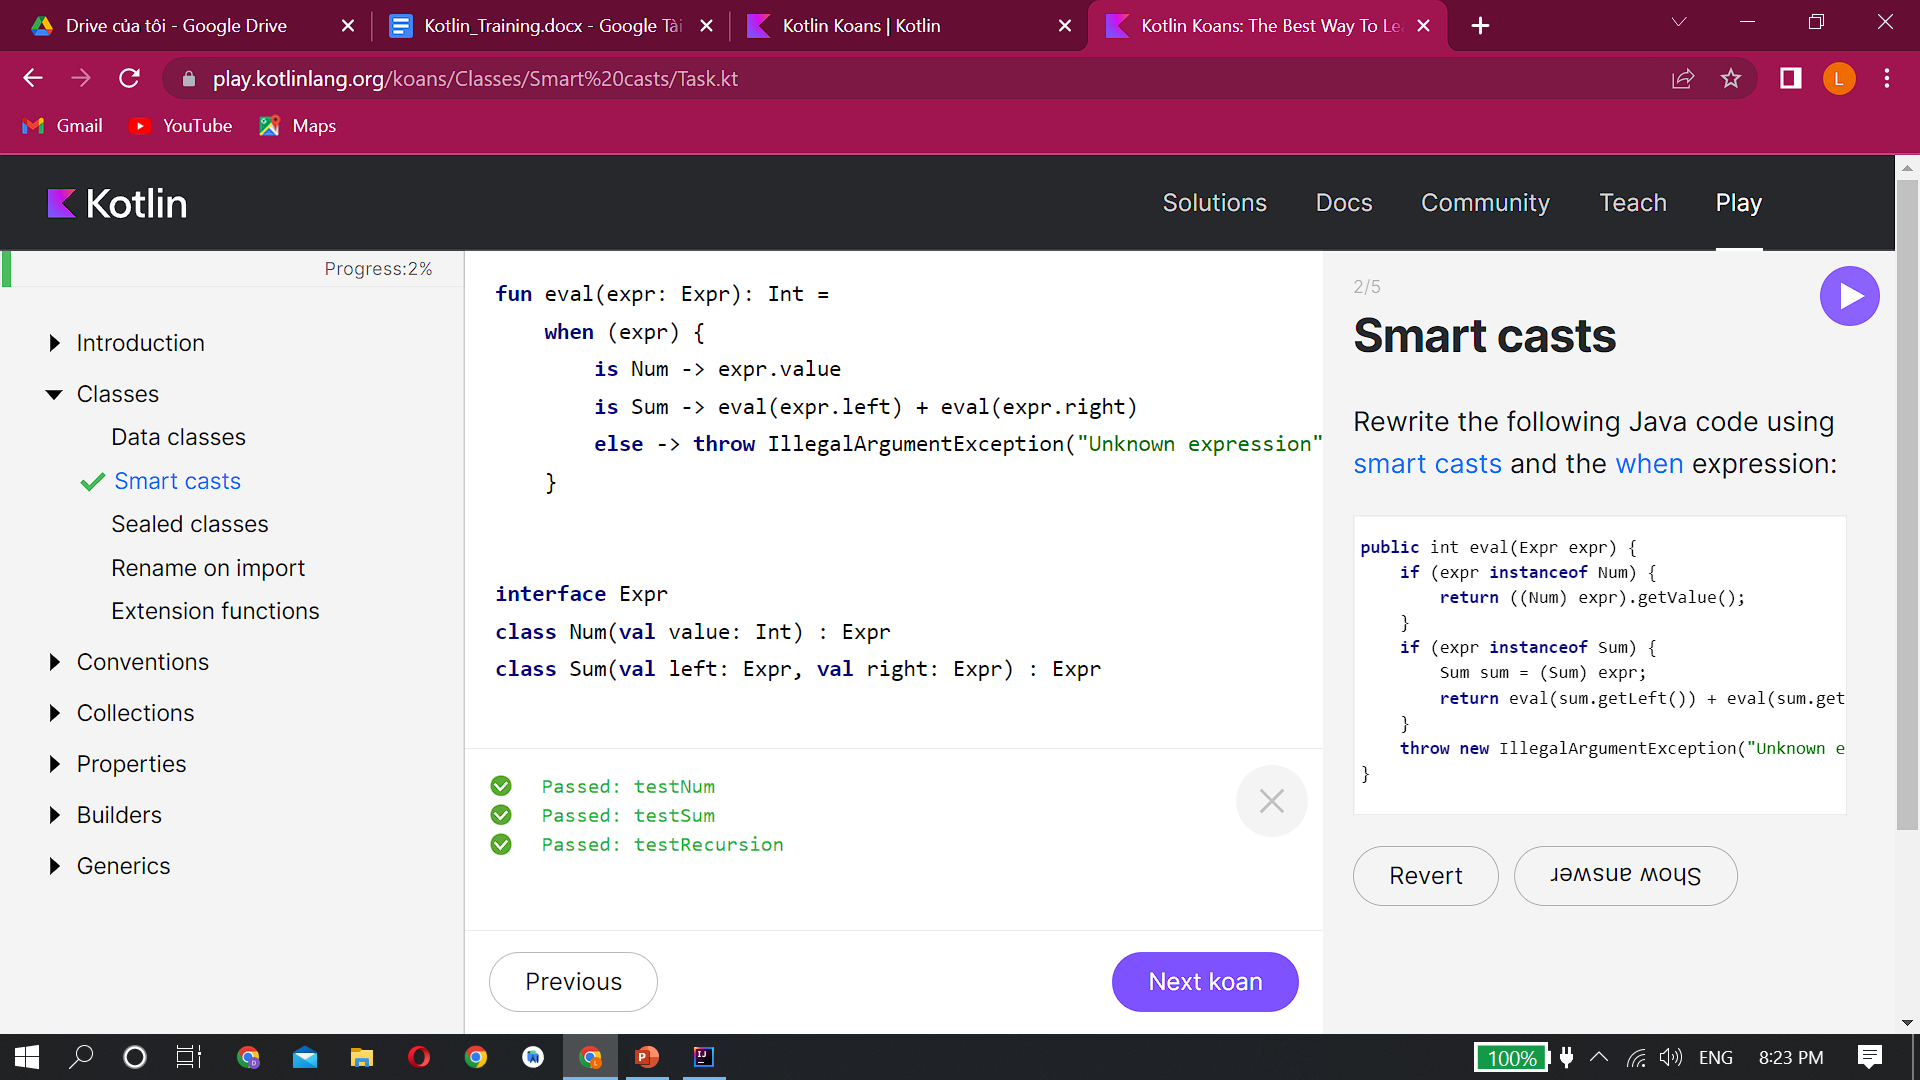 Drive của tôi - Google Drive
Kotlin_Training.docx - Google Tài
Kotlin Koans | Kotlin
Kotlin Koans: The Best Way To Le
play.kotlinlang.org/koans/Classes/Smart%20casts/Task.kt
L
Gmail
YouTube
Maps
Kotlin
Solutions
Docs
Community
Teach
Play
Progress:2%
Introduction
Classes
Data classes
Smart casts
Sealed classes
Rename on import
Extension functions
Conventions
Collections
Properties
Builders
Generics
fun eval(expr: Expr): Int =
    when (expr) {
        is Num -> expr.value
        is Sum -> eval(expr.left) + eval(expr.right)
        else -> throw IllegalArgumentException("Unknown expression"
    }
interface Expr
class Num(val value: Int) : Expr
class Sum(val left: Expr, val right: Expr) : Expr
Passed: testNum
Passed: testSum
Passed: testRecursion
Previous
Next koan
2/5
Smart casts
Rewrite the following Java code using
smart casts and the when expression:
public int eval(Expr expr) {
    if (expr instanceof Num) {
        return ((Num) expr).getValue();
    }
    if (expr instanceof Sum) {
        Sum sum = (Sum) expr;
        return eval(sum.getLeft()) + eval(sum.get
    }
    throw new IllegalArgumentException("Unknown e
}
Revert
Show answer
100%
ENG
8:23 PM